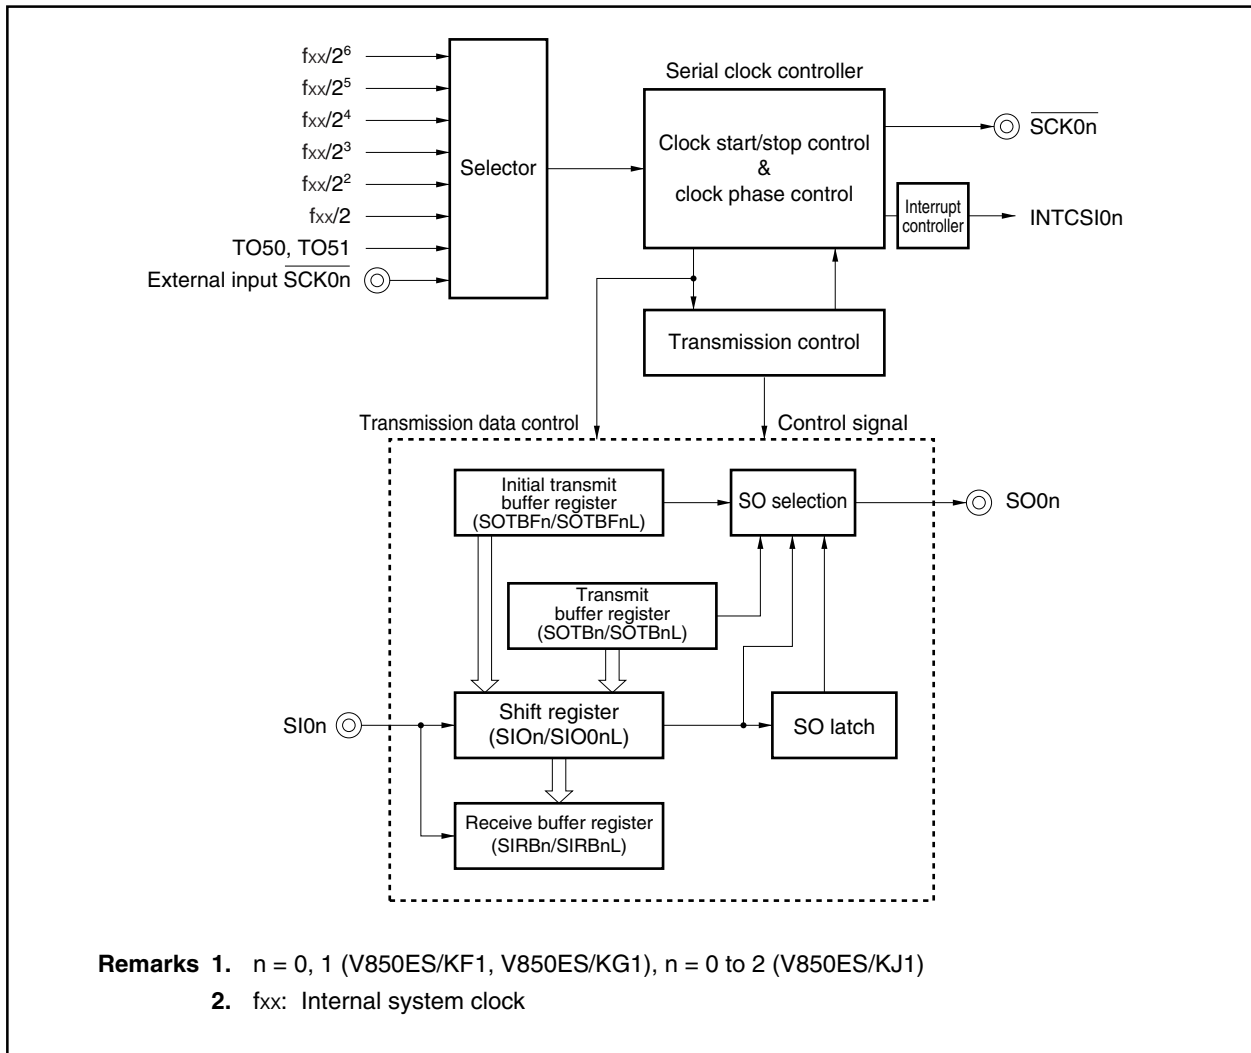 fxx/2⁶
fxx/2⁵
fxx/2⁴
fxx/2³
fxx/2²
fxx/2
TO50, TO51
External input S̅C̅K̅0̅n̅
Selector
Serial clock controller
Clock start/stop control
&
clock phase control
S̅C̅K̅0̅n̅
Interrupt
controller
INTCSI0n
Transmission control
Transmission data control
Control signal
Initial transmit
buffer register
(SOTBFn/SOTBFnL)
SO selection
SO0n
Transmit
buffer register
(SOTBn/SOTBnL)
SI0n
Shift register
(SIOn/SIO0nL)
SO latch
Receive buffer register
(SIRBn/SIRBnL)
Remarks 1. n = 0, 1 (V850ES/KF1, V850ES/KG1), n = 0 to 2 (V850ES/KJ1)
2. fxx: Internal system clock